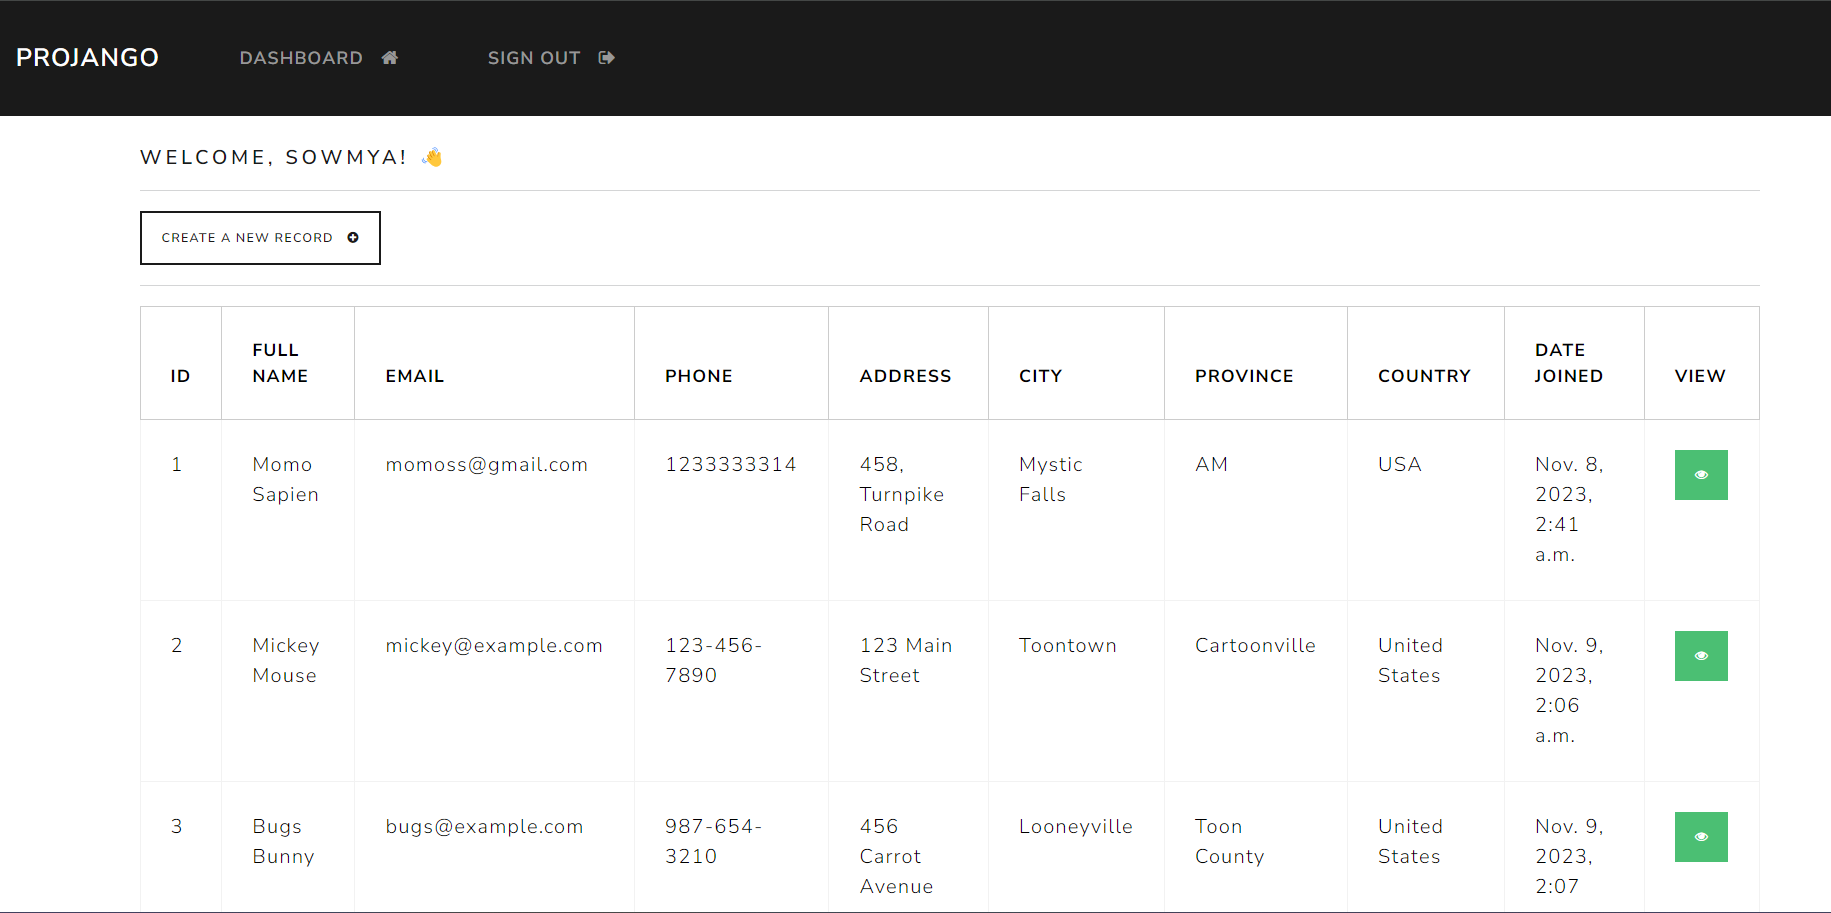 PROJANGO DASHBOARD SIGN OUT
WELCOME, SOWMYA! 👋
CREATE A NEW RECORD
ID FULL NAME EMAIL PHONE ADDRESS CITY PROVINCE COUNTRY DATE JOINED VIEW
1 Momo Sapien momoss@gmail.com 1233333314 458, Turnpike Road Mystic Falls AM USA Nov. 8, 2023, 2:41 a.m.
2 Mickey Mouse mickey@example.com 123-456-7890 123 Main Street Toontown Cartoonville United States Nov. 9, 2023, 2:06 a.m.
3 Bugs Bunny bugs@example.com 987-654-3210 456 Carrot Avenue Looneyville Toon County United States Nov. 9, 2023, 2:07